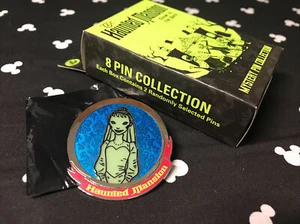 Haunted Mansion
8 PIN COLLECTION
Each Box Contains 2 Randomly Selected Pins
MYSTERY PIN COLLECTION
Haunted Mansion